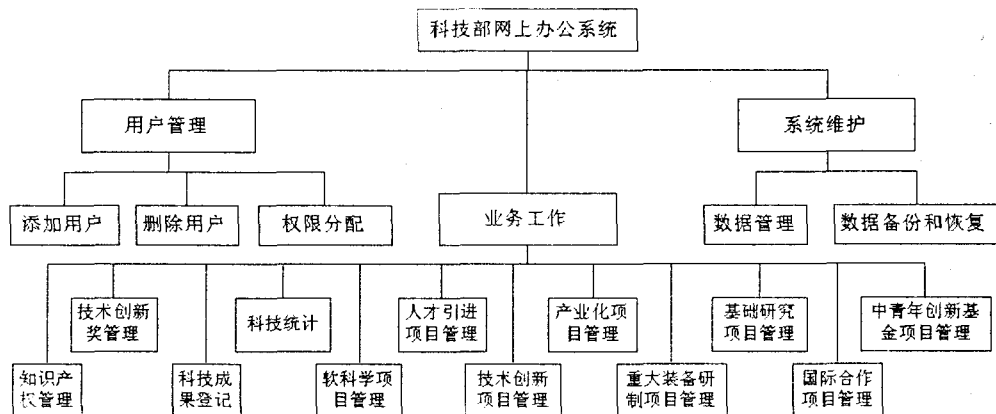 科技部网上办公系统
用户管理
系统维护
添加用户
删除用户
权限分配
业务工作
数据管理
数据备份和恢复
技术创新
奖管理
科技统计
人才引进
项目管理
产业化项
目管理
基础研究
项目管理
中青年创新基
金项目管理
知识产
权管理
科技成
果登记
软科学项
目管理
技术创新
项目管理
重大装备研
制项目管理
国际合作
项目管理